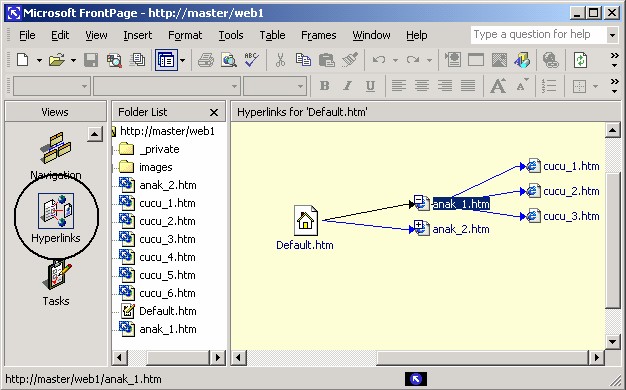 Microsoft FrontPage - http://master/web1
File Edit View Insert Format Tools Table Frames Window Type a question for help
B I U A A
Views
Navigation
Hyperlinks
Tasks
Folder List
http://master/web1
_private
images
anak_2.htm
cucu_1.htm
cucu_2.htm
cucu_3.htm
cucu_4.htm
cucu_5.htm
cucu_6.htm
Default.htm
anak_1.htm
Hyperlinks for 'Default.htm'
Default.htm
anak_1.htm
anak_2.htm
cucu_1.htm
cucu_2.htm
cucu_3.htm
http://master/web1/anak_1.htm